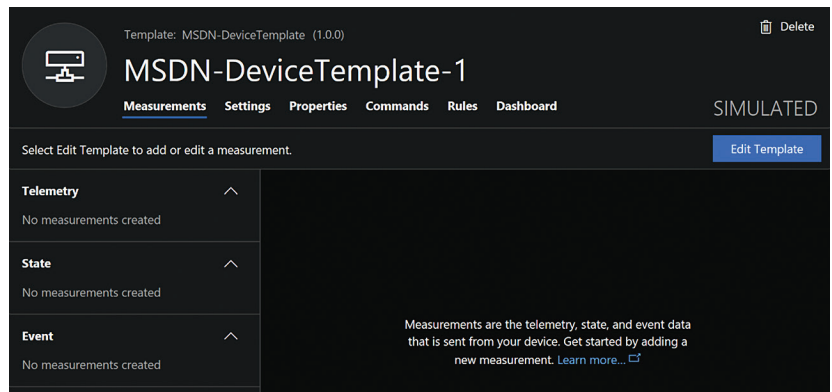 Template: MSDN-DeviceTemplate (1.0.0)
Delete
MSDN-DeviceTemplate-1
Measurements Settings Properties Commands Rules Dashboard
SIMULATED
Select Edit Template to add or edit a measurement.
Edit Template
Telemetry
No measurements created
State
No measurements created
Event
No measurements created
Measurements are the telemetry, state, and event data
that is sent from your device. Get started by adding a
new measurement. Learn more...